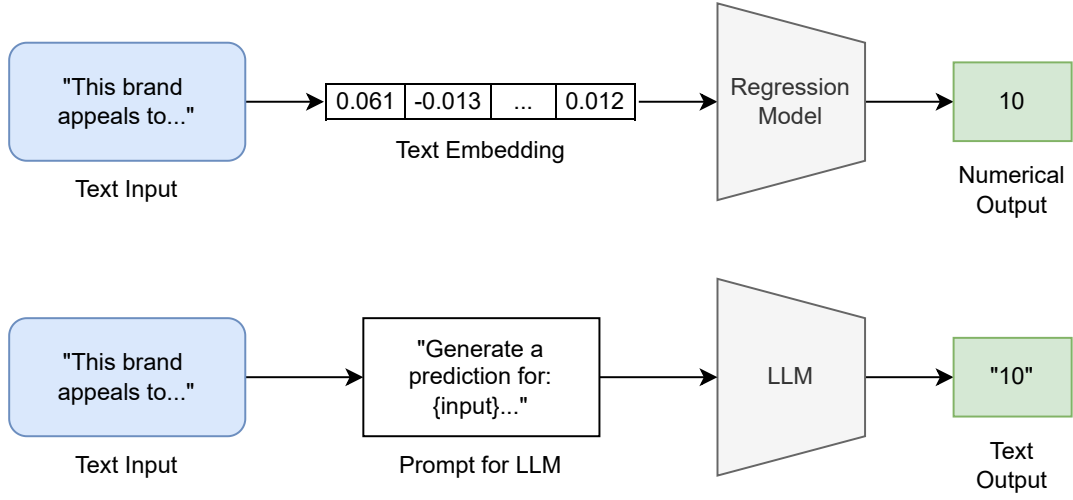 "This brand
appeals to..."
Text Input
0.061 -0.013 ... 0.012
Text Embedding
Regression
Model
10
Numerical
Output
"This brand
appeals to..."
Text Input
"Generate a
prediction for:
{input}..."
Prompt for LLM
LLM
"10"
Text
Output